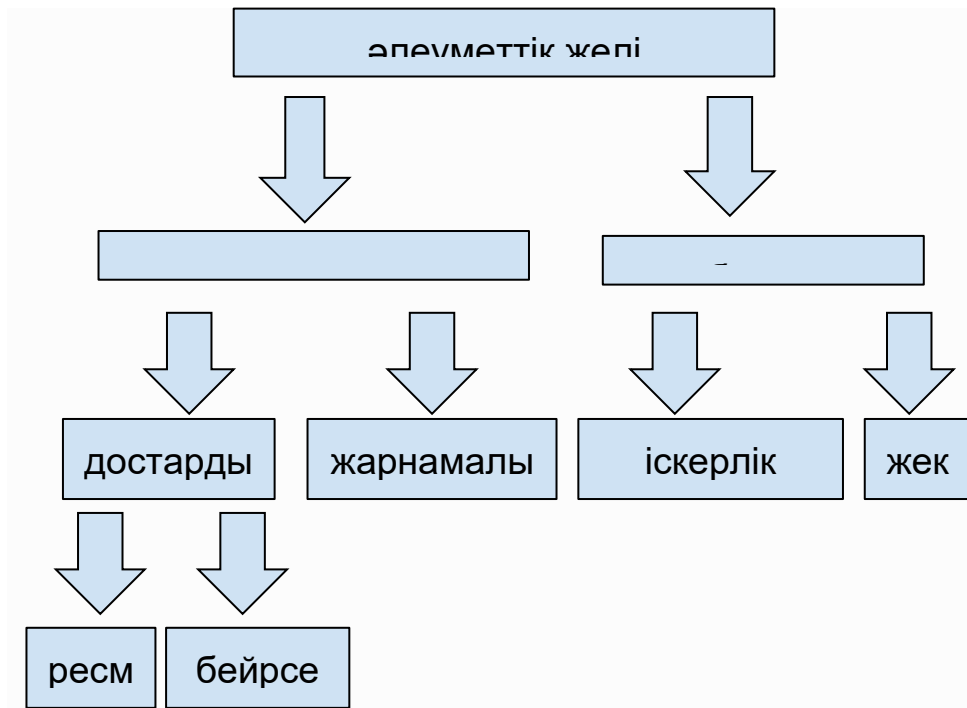 әлеуметтік желі
достарды
жарнамалы
іскерлік
жек
ресм
бейрсе